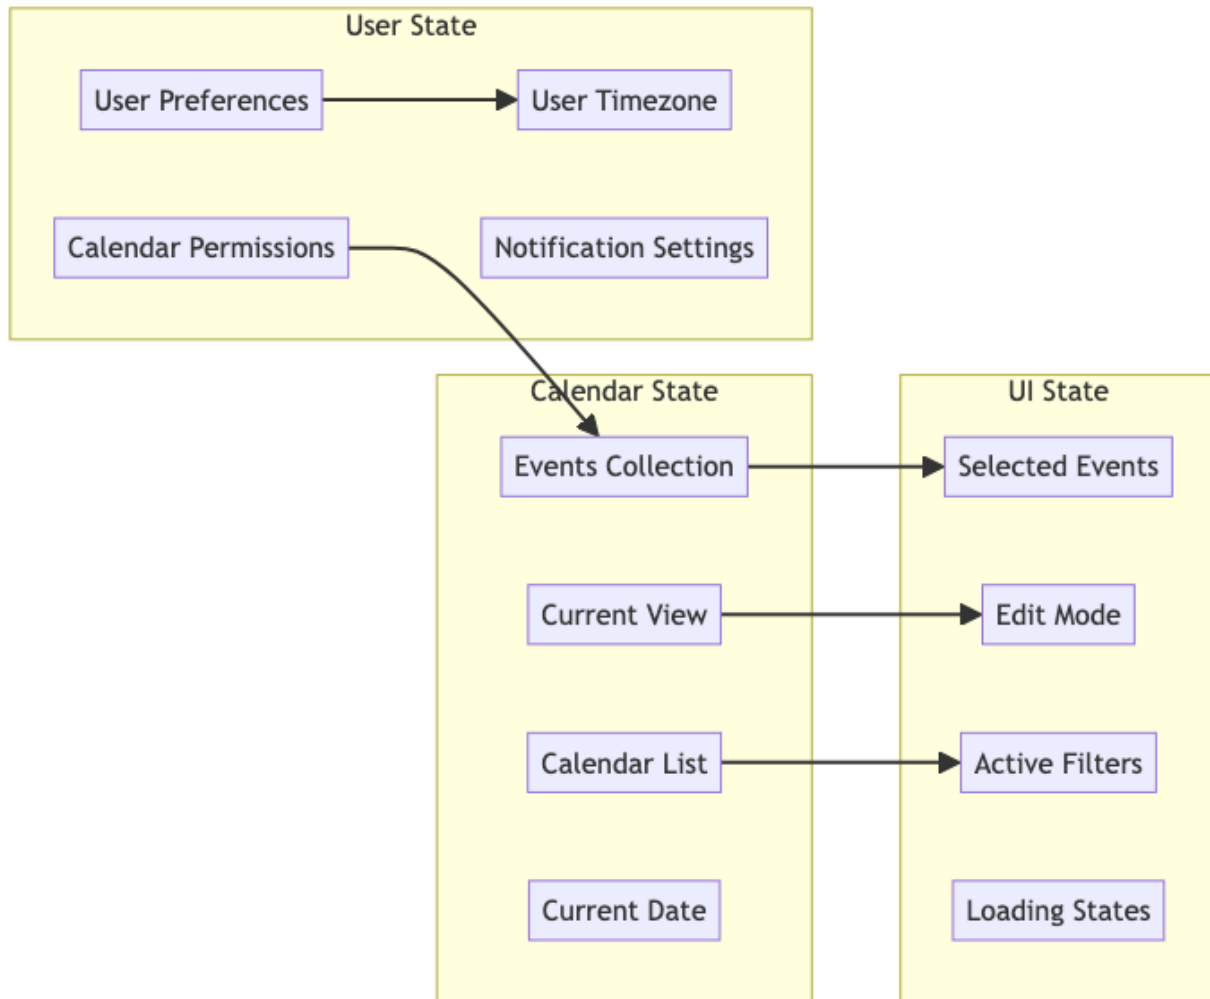 User State
User Preferences
User Timezone
Calendar Permissions
Notification Settings
Calendar State
UI State
Events Collection
Selected Events
Current View
Edit Mode
Calendar List
Active Filters
Current Date
Loading States